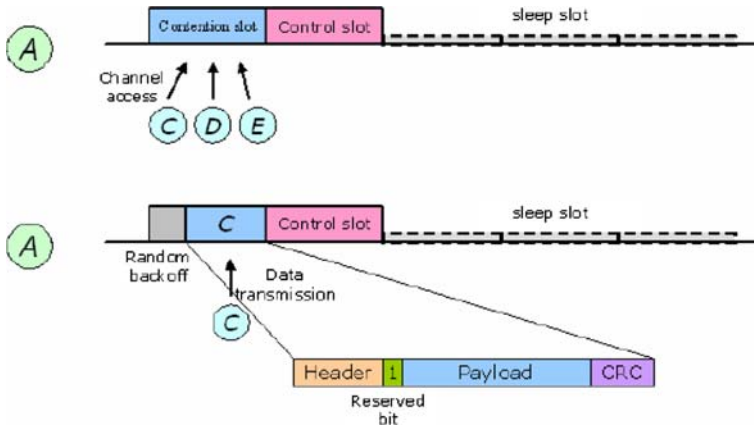 sleep slot
Contention slot Control slot
A
Channel
access
C D E
sleep slot
C Control slot
A
Random
backoff
Data
transmission
C
Header 1 Payload CRC
Reserved
bit